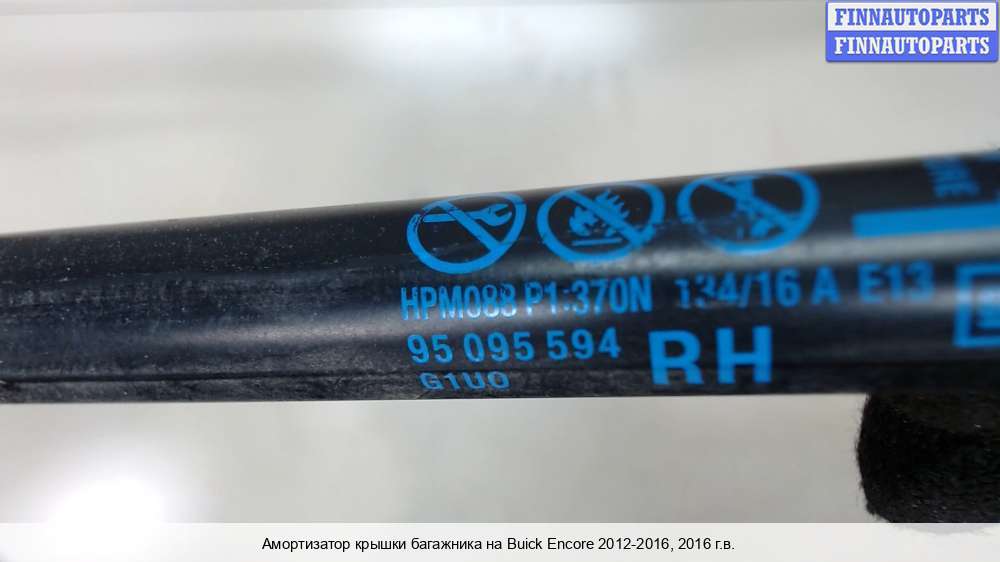 FINNAUTOPARTS
FINNAUTOPARTS
HPM088 P1:370N 134/16 A E13
95 095 594 RH
G1UO
Амортизатор крышки багажника на Buick Encore 2012-2016, 2016 г.в.